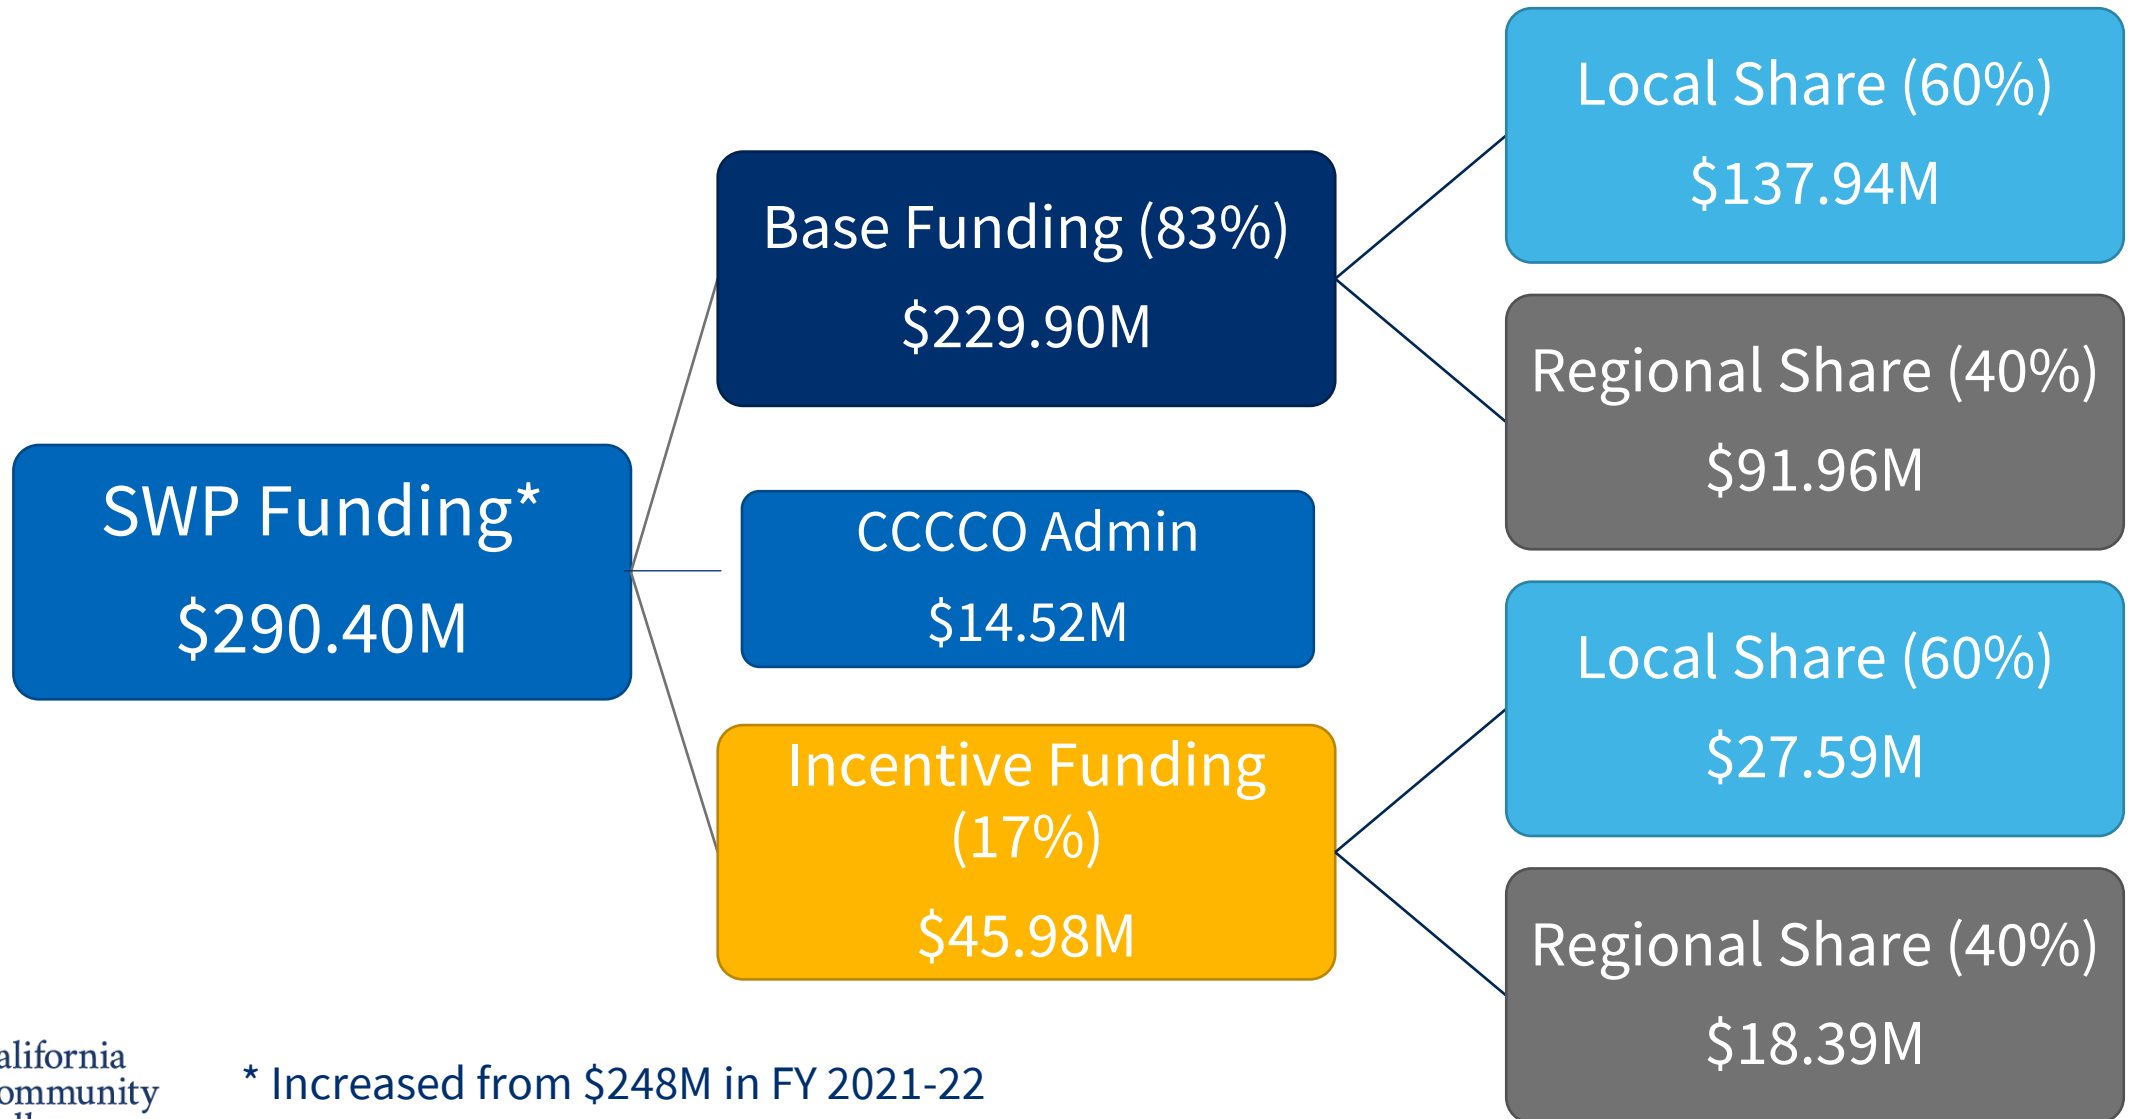 SWP Funding*
$290.40M
Base Funding (83%)
$229.90M
CCCCO Admin
$14.52M
Incentive Funding
(17%)
$45.98M
Local Share (60%)
$137.94M
Regional Share (40%)
$91.96M
Local Share (60%)
$27.59M
Regional Share (40%)
$18.39M
alifornia
ommunity
* Increased from $248M in FY 2021-22